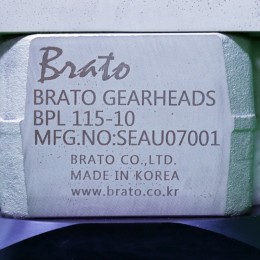 Brato
BRATO GEARHEADS
BPL 115-10
MFG.NO:SEAU07001
BRATO CO.,LTD.
MADE IN KOREA
www.brato.co.kr